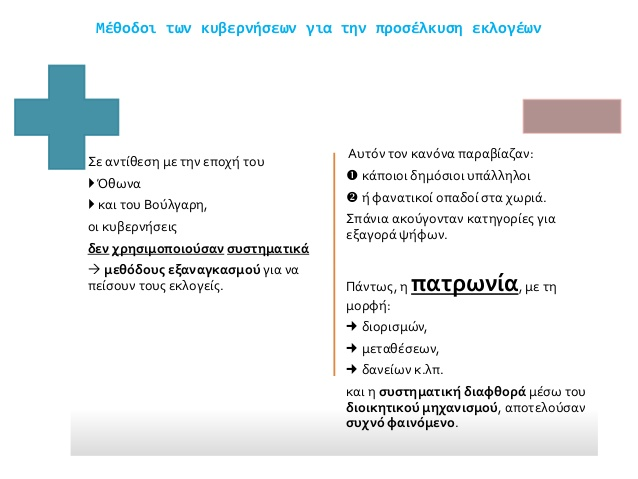 Μέθοδοι των κυβερνήσεων για την προσέλκυση εκλογέων
Σε αντίθεση με την εποχή του
Όθωνα
και του Βούλγαρη,
οι κυβερνήσεις
δεν χρησιμοποιούσαν συστηματικά
→ μεθόδους εξαναγκασμού για να
πείσουν τους εκλογείς.
Αυτόν τον κανόνα παραβίαζαν:
❶ κάποιοι δημόσιοι υπάλληλοι
❷ ή φανατικοί οπαδοί στα χωριά.
Σπάνια ακούγονταν κατηγορίες για
εξαγορά ψήφων.
Πάντως, η πατρωνία, με τη
μορφή:
➜ διορισμών,
➜ μεταθέσεων,
➜ δανείων κ.λπ.
και η συστηματική διαφθορά μέσω του
διοικητικού μηχανισμού, αποτελούσαν
συχνό φαινόμενο.